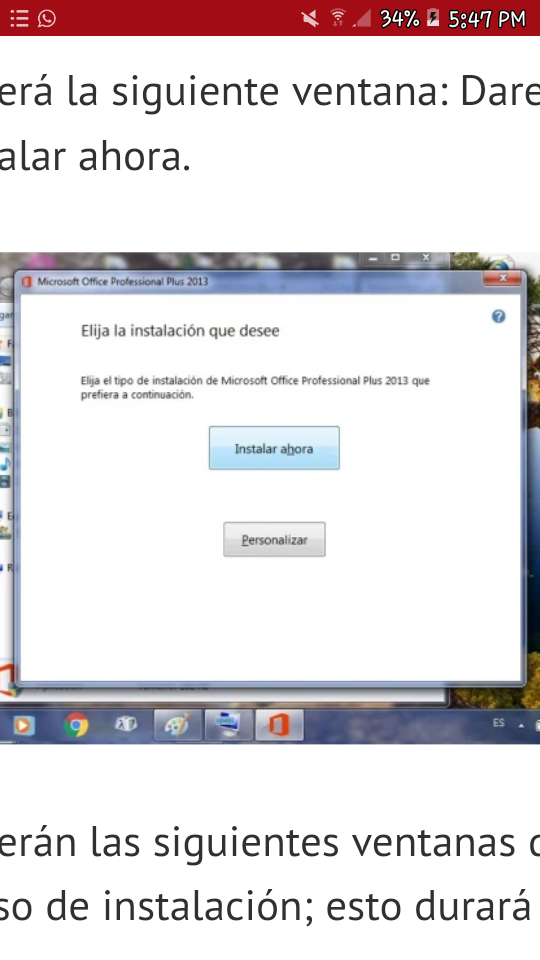 34% 5:47 PM
erá la siguiente ventana: Dare
alar ahora.
Microsoft Office Professional Plus 2013
Elija la instalación que desee
Elija el tipo de instalación de Microsoft Office Professional Plus 2013 que
prefiera a continuación.
Instalar ahora
Personalizar
ES
erán las siguientes ventanas
so de instalación; esto durará